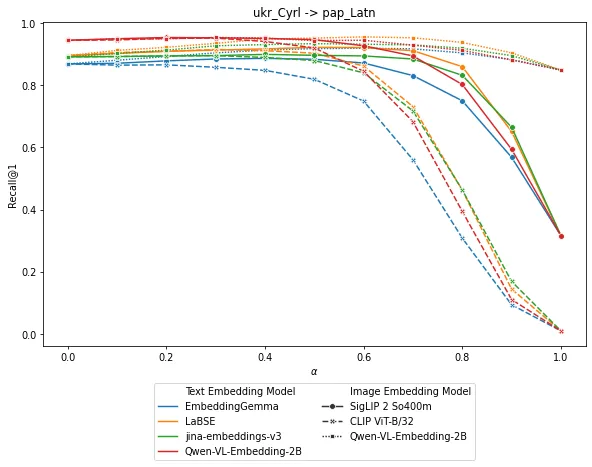 ukr_Cyrl -> pap_Latn
1.0
0.8
0.6
0.4
0.2
0.0
Recall@1
0.0 0.2 0.4 0.6 0.8 1.0
α
Text Embedding Model
EmbeddingGemma
LaBSE
jina-embeddings-v3
Qwen-VL-Embedding-2B
Image Embedding Model
SigLIP 2 So400m
CLIP ViT-B/32
Qwen-VL-Embedding-2B